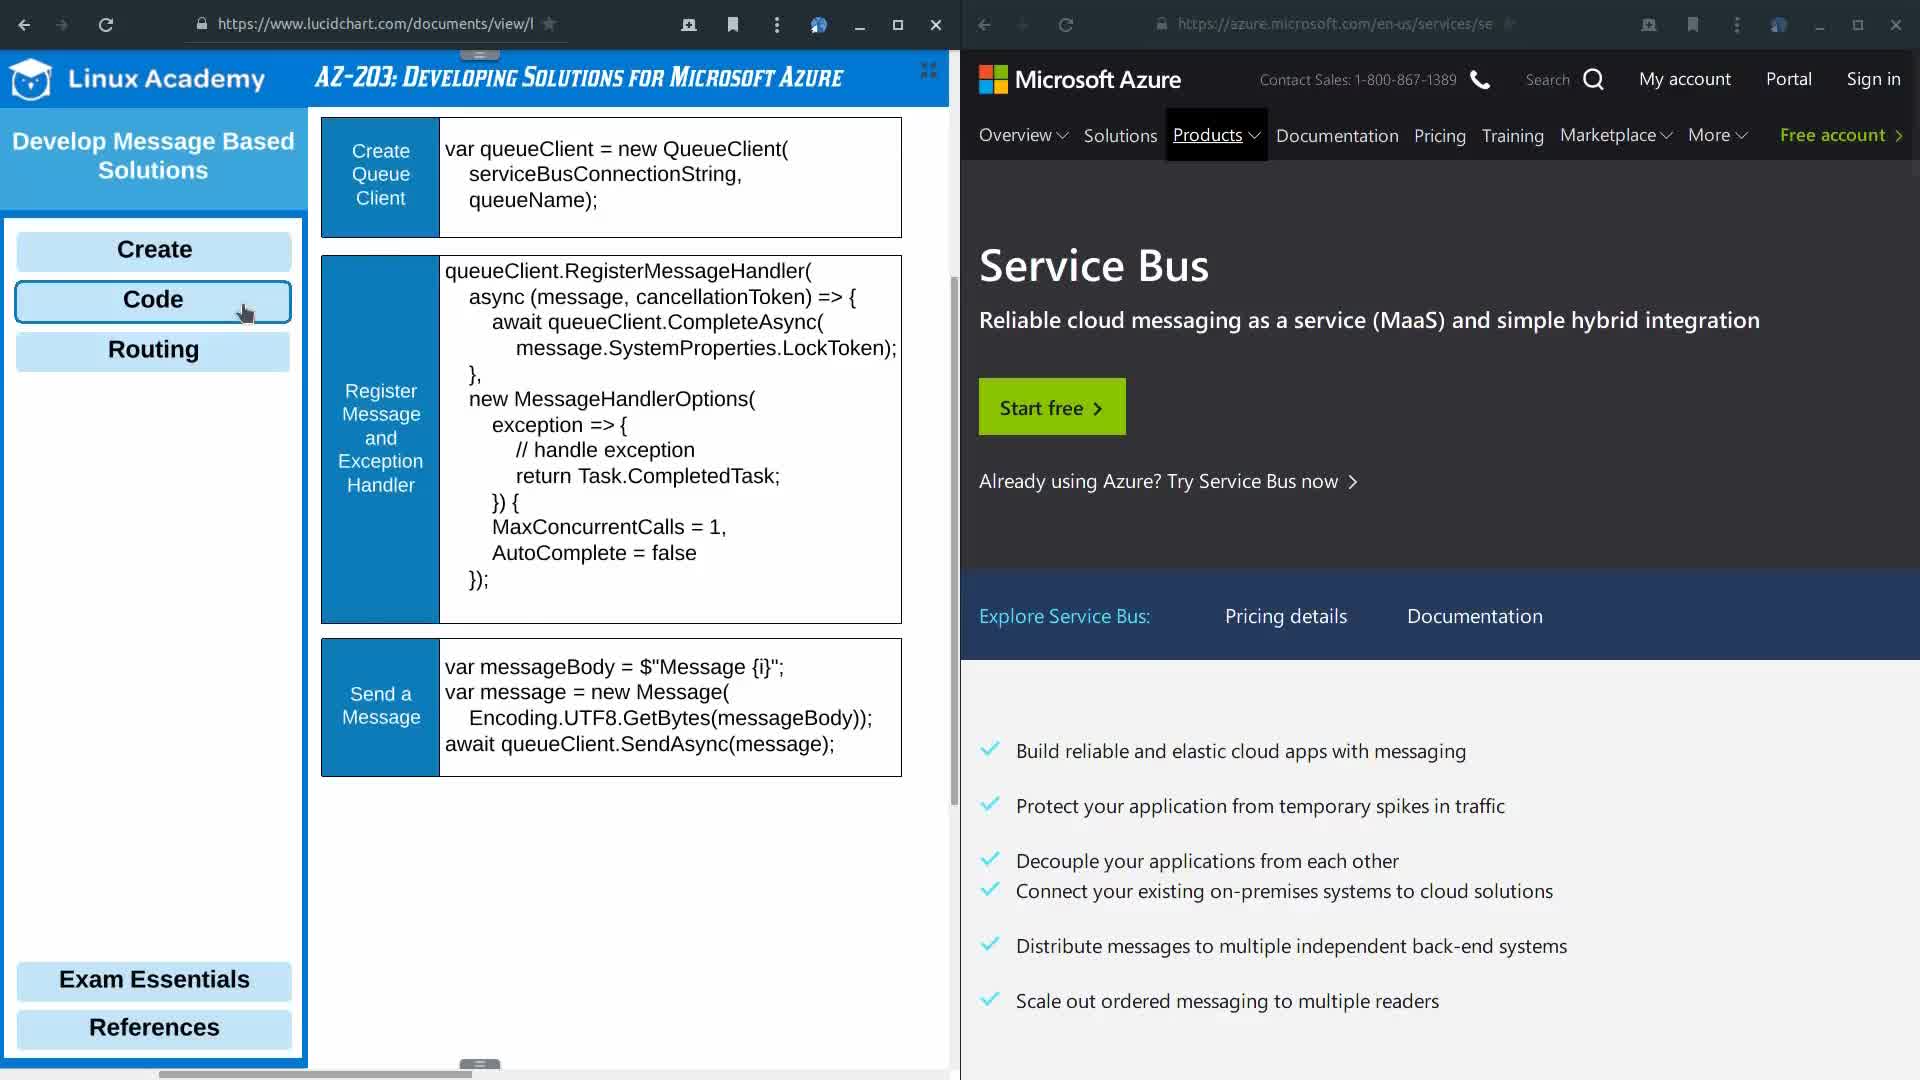 https://www.lucidchart.com/documents/view/l
Linux Academy
AZ-203: Developing Solutions for Microsoft Azure
Develop Message Based
Solutions
Create
Code
Routing
Exam Essentials
References
Create
Queue
Client
var queueClient = new QueueClient(
serviceBusConnectionString,
queueName);
Register
Message
and
Exception
Handler
queueClient.RegisterMessageHandler(
async (message, cancellationToken) => {
await queueClient.CompleteAsync(
message.SystemProperties.LockToken);
},
new MessageHandlerOptions(
exception => {
// handle exception
return Task.CompletedTask;
}) {
MaxConcurrentCalls = 1,
AutoComplete = false
});
Send a
Message
var messageBody = $"Message {i}";
var message = new Message(
Encoding.UTF8.GetBytes(messageBody));
await queueClient.SendAsync(message);
https://azure.microsoft.com/en-us/services/se
Microsoft Azure
Contact Sales: 1-800-867-1389
Search
My account
Portal
Sign in
Overview
Solutions
Products
Documentation
Pricing
Training
Marketplace
More
Free account
Service Bus
Reliable cloud messaging as a service (MaaS) and simple hybrid integration
Start free
Already using Azure? Try Service Bus now
Explore Service Bus:
Pricing details
Documentation
Build reliable and elastic cloud apps with messaging
Protect your application from temporary spikes in traffic
Decouple your applications from each other
Connect your existing on-premises systems to cloud solutions
Distribute messages to multiple independent back-end systems
Scale out ordered messaging to multiple readers